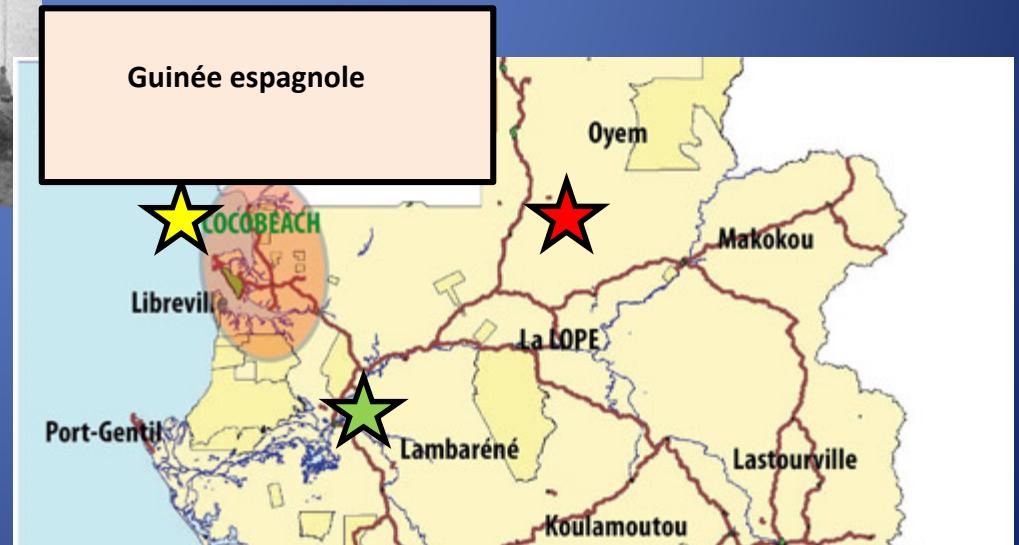 Guinée espagnole
Oyem
COCOBEACH
Makokou
Libreville
La LOPE
Port-Gentil
Lambaréné
Lastourville
Koulamoutou